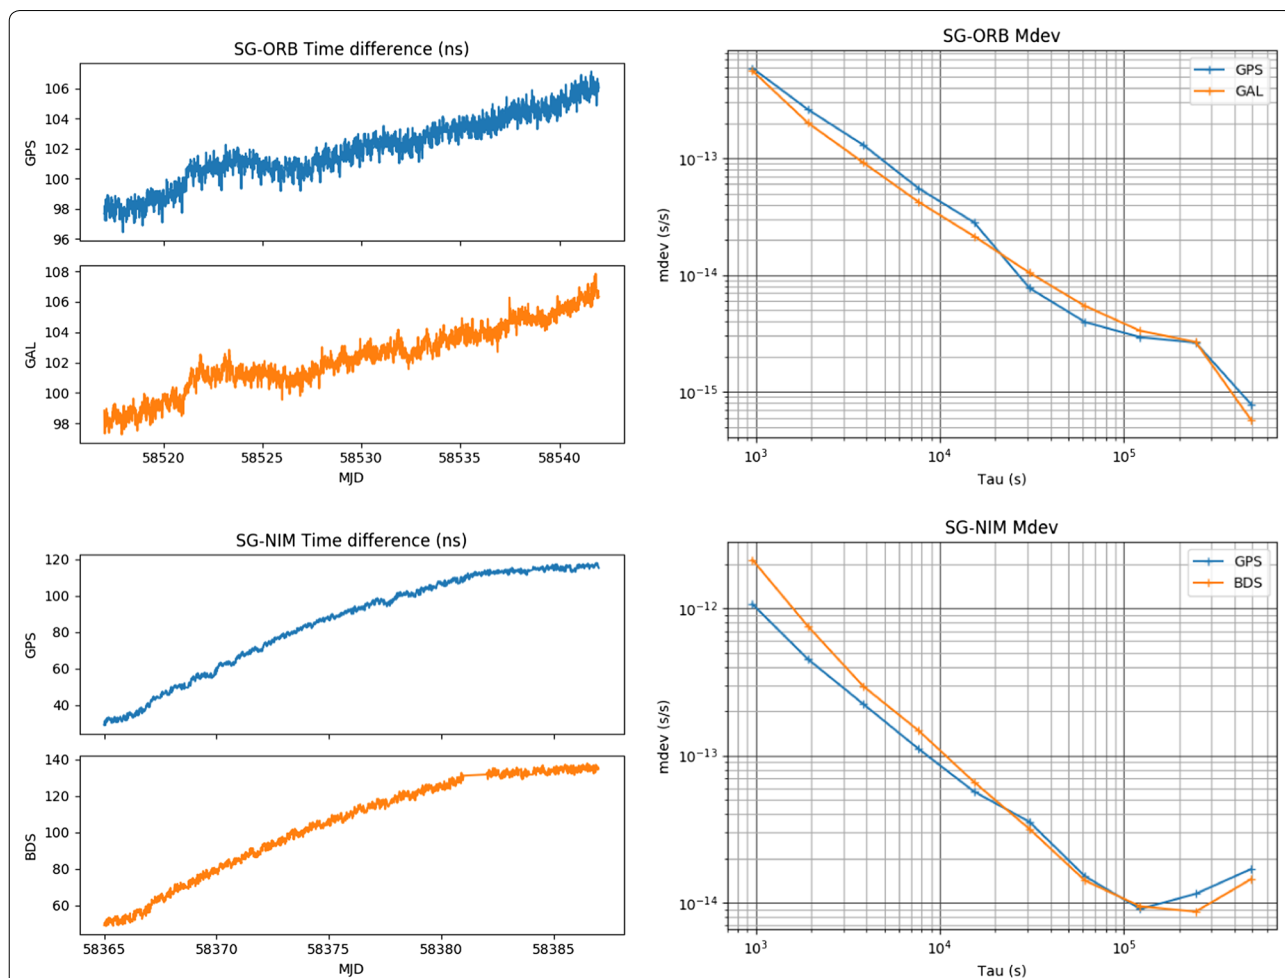 SG-ORB Time difference (ns)
GPS
106
104
102
100
98
96
GAL
108
106
104
102
100
98
58520 58525 58530 58535 58540
MJD
SG-ORB Mdev
GPS
GAL
mdev (s/s)
10⁻¹³
10⁻¹⁴
10⁻¹⁵
10³ 10⁴ 10⁵
Tau (s)
SG-NIM Time difference (ns)
GPS
120
100
80
60
40
BDS
140
120
100
80
60
58365 58370 58375 58380 58385
MJD
SG-NIM Mdev
GPS
BDS
mdev (s/s)
10⁻¹²
10⁻¹³
10⁻¹⁴
10³ 10⁴ 10⁵
Tau (s)